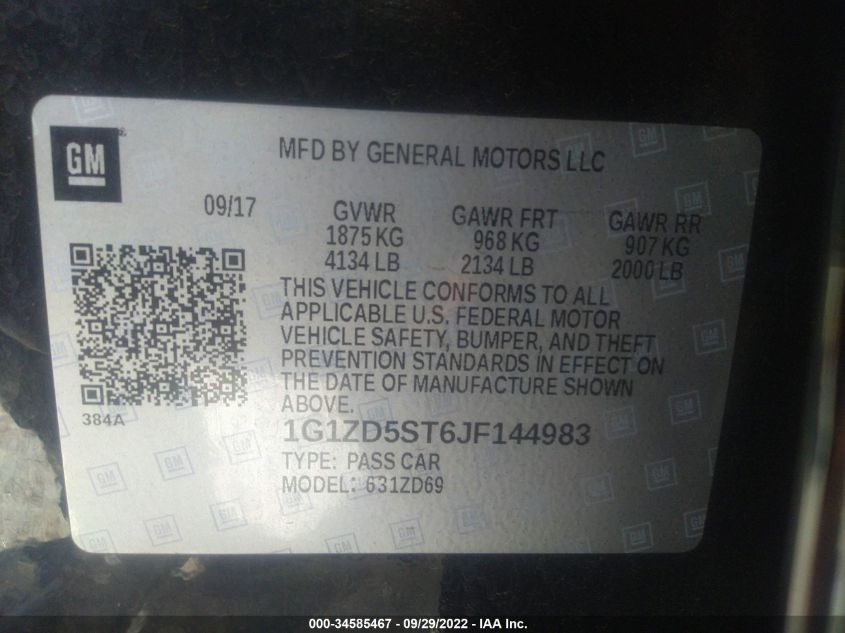 GM
MFD BY GENERAL MOTORS LLC
09/17
GVWR GAWR FRT GAWR RR
1875 KG 968 KG 907 KG
4134 LB 2134 LB 2000 LB
THIS VEHICLE CONFORMS TO ALL
APPLICABLE U.S. FEDERAL MOTOR
VEHICLE SAFETY, BUMPER, AND THEFT
PREVENTION STANDARDS IN EFFECT ON
THE DATE OF MANUFACTURE SHOWN
ABOVE.
384A
1G1ZD5ST6JF144983
TYPE: PASS CAR
MODEL: 631ZD69
000-34585467 - 09/29/2022 - IAA Inc.